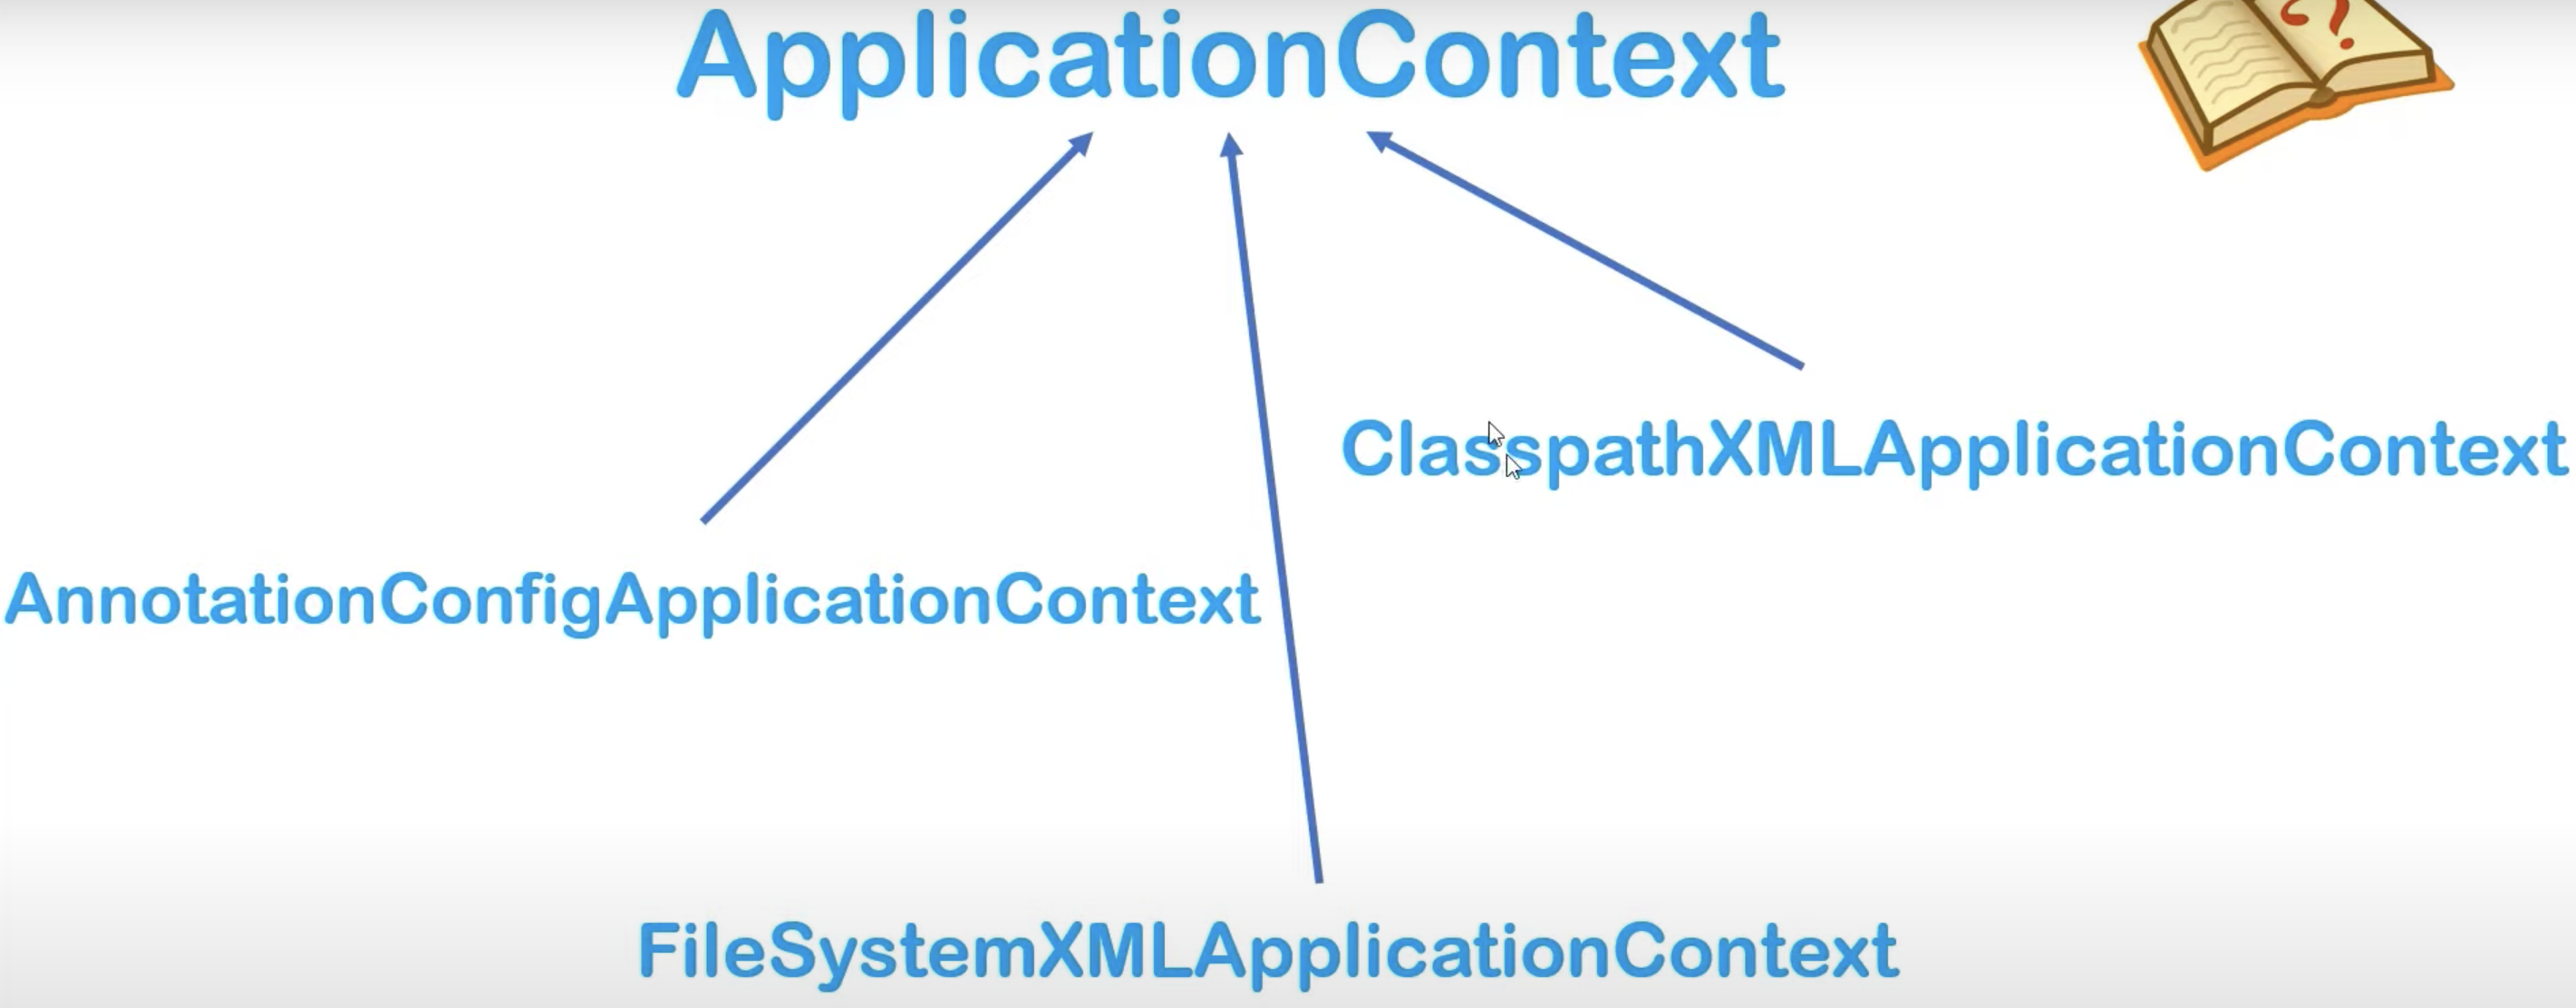 ApplicationContext
ClasspathXMLApplicationContext
AnnotationConfigApplicationContext
FileSystemXMLApplicationContext